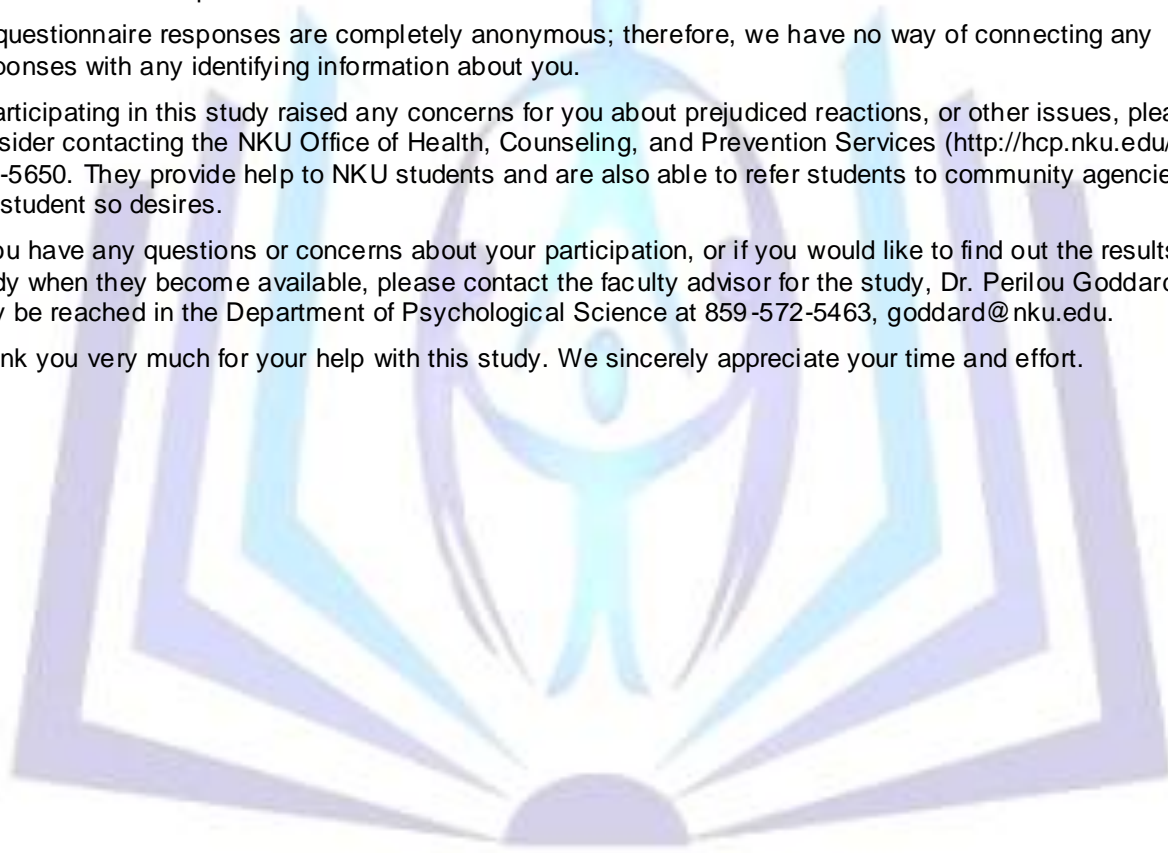 questionnaire responses are completely anonymous; therefore, we have no way of connecting any
ponses with any identifying information about you.
articipating in this study raised any concerns for you about prejudiced reactions, or other issues, plea
sider contacting the NKU Office of Health, Counseling, and Prevention Services (http://hcp.nku.edu/
-5650. They provide help to NKU students and are also able to refer students to community agencie
student so desires.
ou have any questions or concerns about your participation, or if you would like to find out the results
dy when they become available, please contact the faculty advisor for the study, Dr. Perilou Goddard
y be reached in the Department of Psychological Science at 859-572-5463, goddard@nku.edu.
nk you very much for your help with this study. We sincerely appreciate your time and effort.